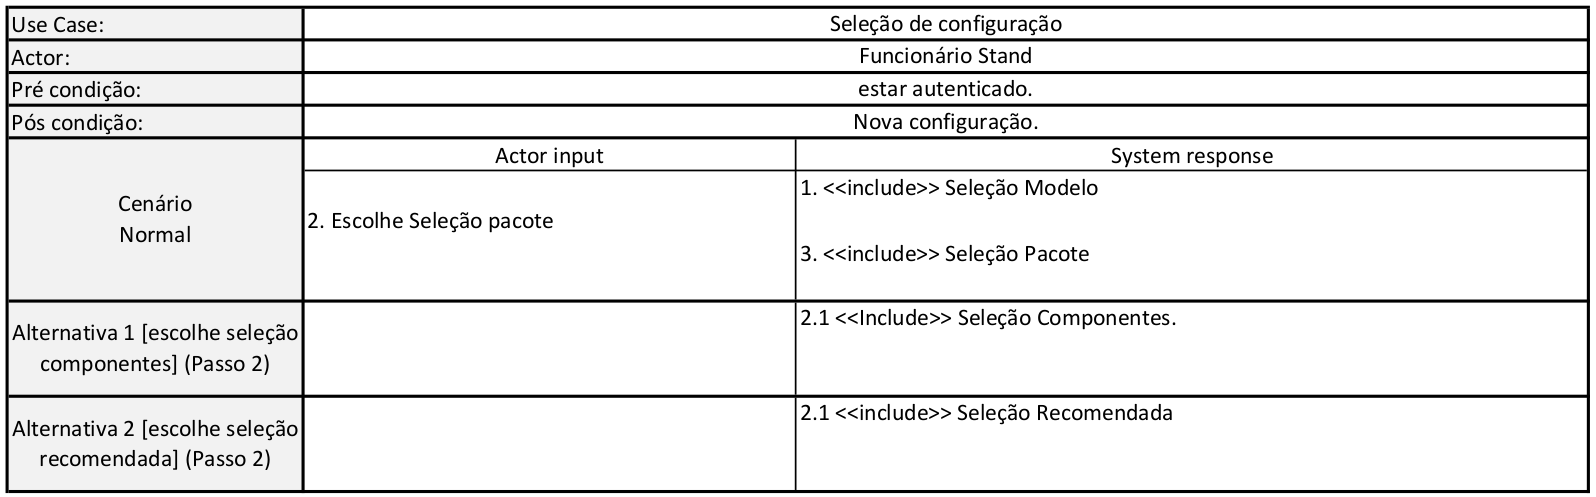 Use Case:
Seleção de configuração
Actor:
Funcionário Stand
Pré condição:
estar autenticado.
Pós condição:
Nova configuração.
Cenário
Normal
Actor input
System response
1. <<include>> Seleção Modelo
2. Escolhe Seleção pacote
3. <<include>> Seleção Pacote
Alternativa 1 [escolhe seleção
componentes] (Passo 2)
2.1 <<Include>> Seleção Componentes.
Alternativa 2 [escolhe seleção
recomendada] (Passo 2)
2.1 <<include>> Seleção Recomendada